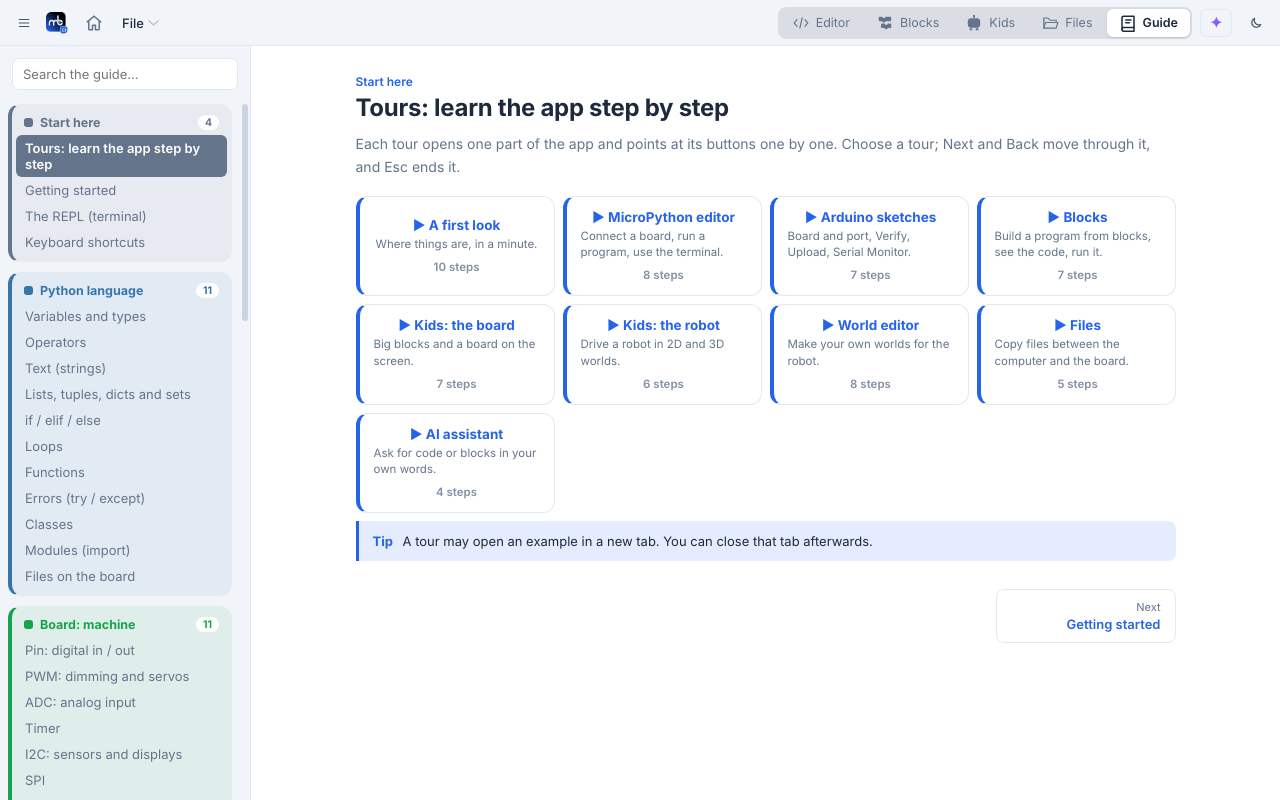 File
Editor
Blocks
Kids
Files
Guide
Search the guide...
Start here
4
Tours: learn the app step by
step
Getting started
The REPL (terminal)
Keyboard shortcuts
Python language
11
Variables and types
Operators
Text (strings)
Lists, tuples, dicts and sets
if / elif / else
Loops
Functions
Errors (try / except)
Classes
Modules (import)
Files on the board
Board: machine
11
Pin: digital in / out
PWM: dimming and servos
ADC: analog input
Timer
I2C: sensors and displays
SPI
Start here
Tours: learn the app step by step
Each tour opens one part of the app and points at its buttons one by one. Choose a tour; Next and Back move through it,
and Esc ends it.
▶ A first look
Where things are, in a minute.
10 steps
▶ MicroPython editor
Connect a board, run a
program, use the terminal.
8 steps
▶ Arduino sketches
Board and port, Verify,
Upload, Serial Monitor.
7 steps
▶ Blocks
Build a program from blocks,
see the code, run it.
7 steps
▶ Kids: the board
Big blocks and a board on the
screen.
7 steps
▶ Kids: the robot
Drive a robot in 2D and 3D
worlds.
6 steps
▶ World editor
Make your own worlds for the
robot.
8 steps
▶ Files
Copy files between the
computer and the board.
5 steps
▶ AI assistant
Ask for code or blocks in your
own words.
4 steps
Tip A tour may open an example in a new tab. You can close that tab afterwards.
Next
Getting started